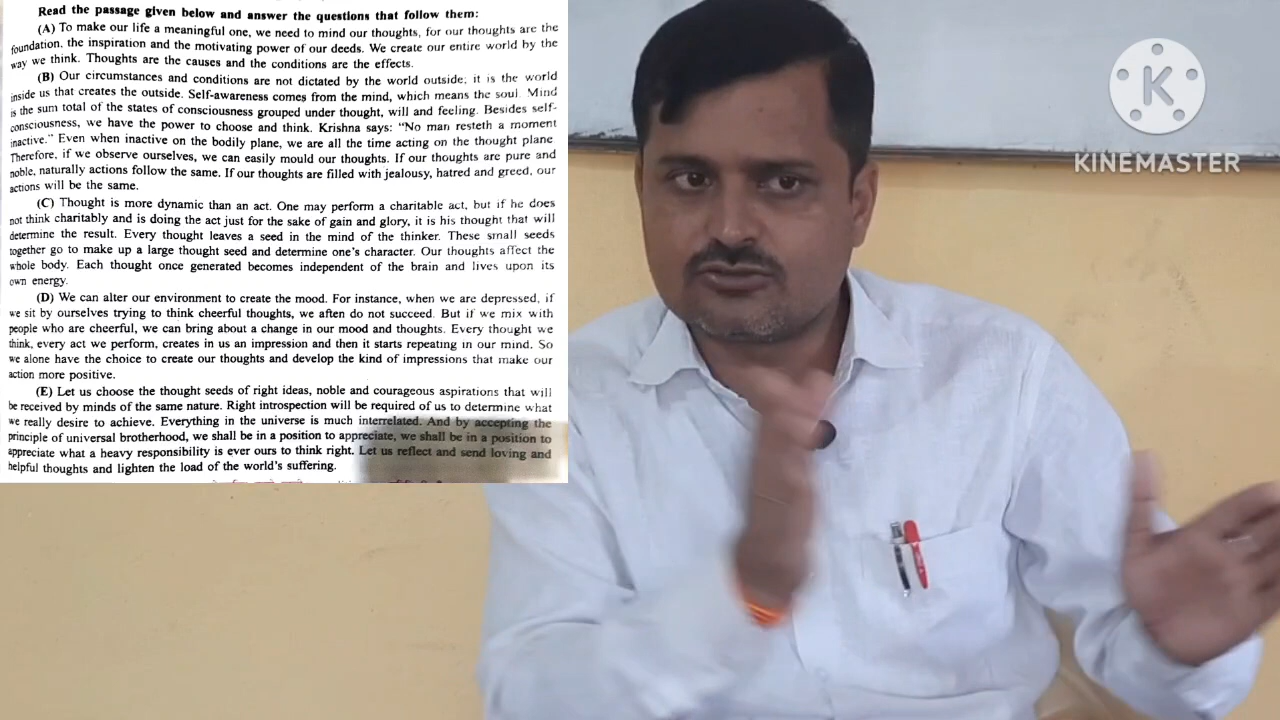 Read the passage given below and answer the questions that follow them:
(A) To make our life a meaningful one, we need to mind our thoughts, for our thoughts are the
foundation, the inspiration and the motivating power of our deeds. We create our entire world by the
way we think. Thoughts are the causes and the conditions are the effects.
(B) Our circumstances and conditions are not dictated by the world outside; it is the world
inside us that creates the outside. Self-awareness comes from the mind, which means the soul. Mind
is the sum total of the states of consciousness grouped under thought, will and feeling. Besides self-
consciousness, we have the power to choose and think. Krishna says: “No man resteth a moment
inactive.” Even when inactive on the bodily plane, we are all the time acting on the thought plane.
Therefore, if we observe ourselves, we can easily mould our thoughts. If our thoughts are pure and
noble, naturally actions follow the same. If our thoughts are filled with jealousy, hatred and greed, our
actions will be the same.
(C) Thought is more dynamic than an act. One may perform a charitable act, but if he does
not think charitably and is doing the act just for the sake of gain and glory, it is his thought that will
determine the result. Every thought leaves a seed in the mind of the thinker. These small seeds
together go to make up a large thought seed and determine one's character. Our thoughts affect the
whole body. Each thought once generated becomes independent of the brain and lives upon its
own energy.
(D) We can alter our environment to create the mood. For instance, when we are depressed, if
we sit by ourselves trying to think cheerful thoughts, we aften do not succeed. But if we mix with
people who are cheerful, we can bring about a change in our mood and thoughts. Every thought we
think, every act we perform, creates in us an impression and then it starts repeating in our mind. So
we alone have the choice to create our thoughts and develop the kind of impressions that make our
action more positive.
(E) Let us choose the thought seeds of right ideas, noble and courageous aspirations that will
be received by minds of the same nature. Right introspection will be required of us to determine what
we really desire to achieve. Everything in the universe is much interrelated. And by accepting the
principle of universal brotherhood, we shall be in a position to appreciate, we shall be in a position to
appreciate what a heavy responsibility is ever ours to think right. Let us reflect and send loving and
helpful thoughts and lighten the load of the world's suffering.
K
KINEMASTER